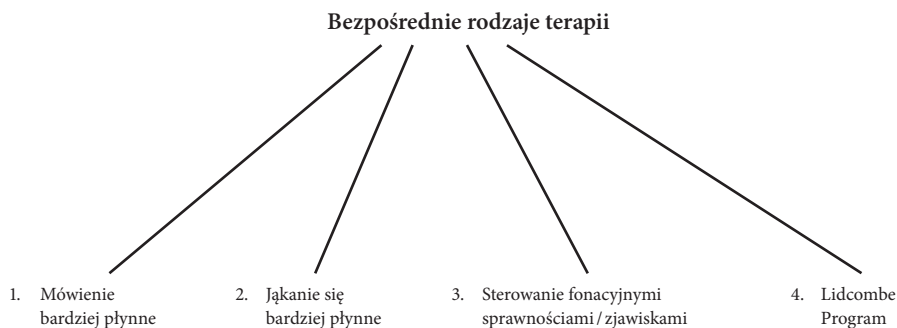 Bezpośrednie rodzaje terapii
1. Mówienie
bardziej płynne
2. Jąkanie się
bardziej płynne
3. Sterowanie fonacyjnymi
sprawnościami / zjawiskami
4. Lidcombe
Program